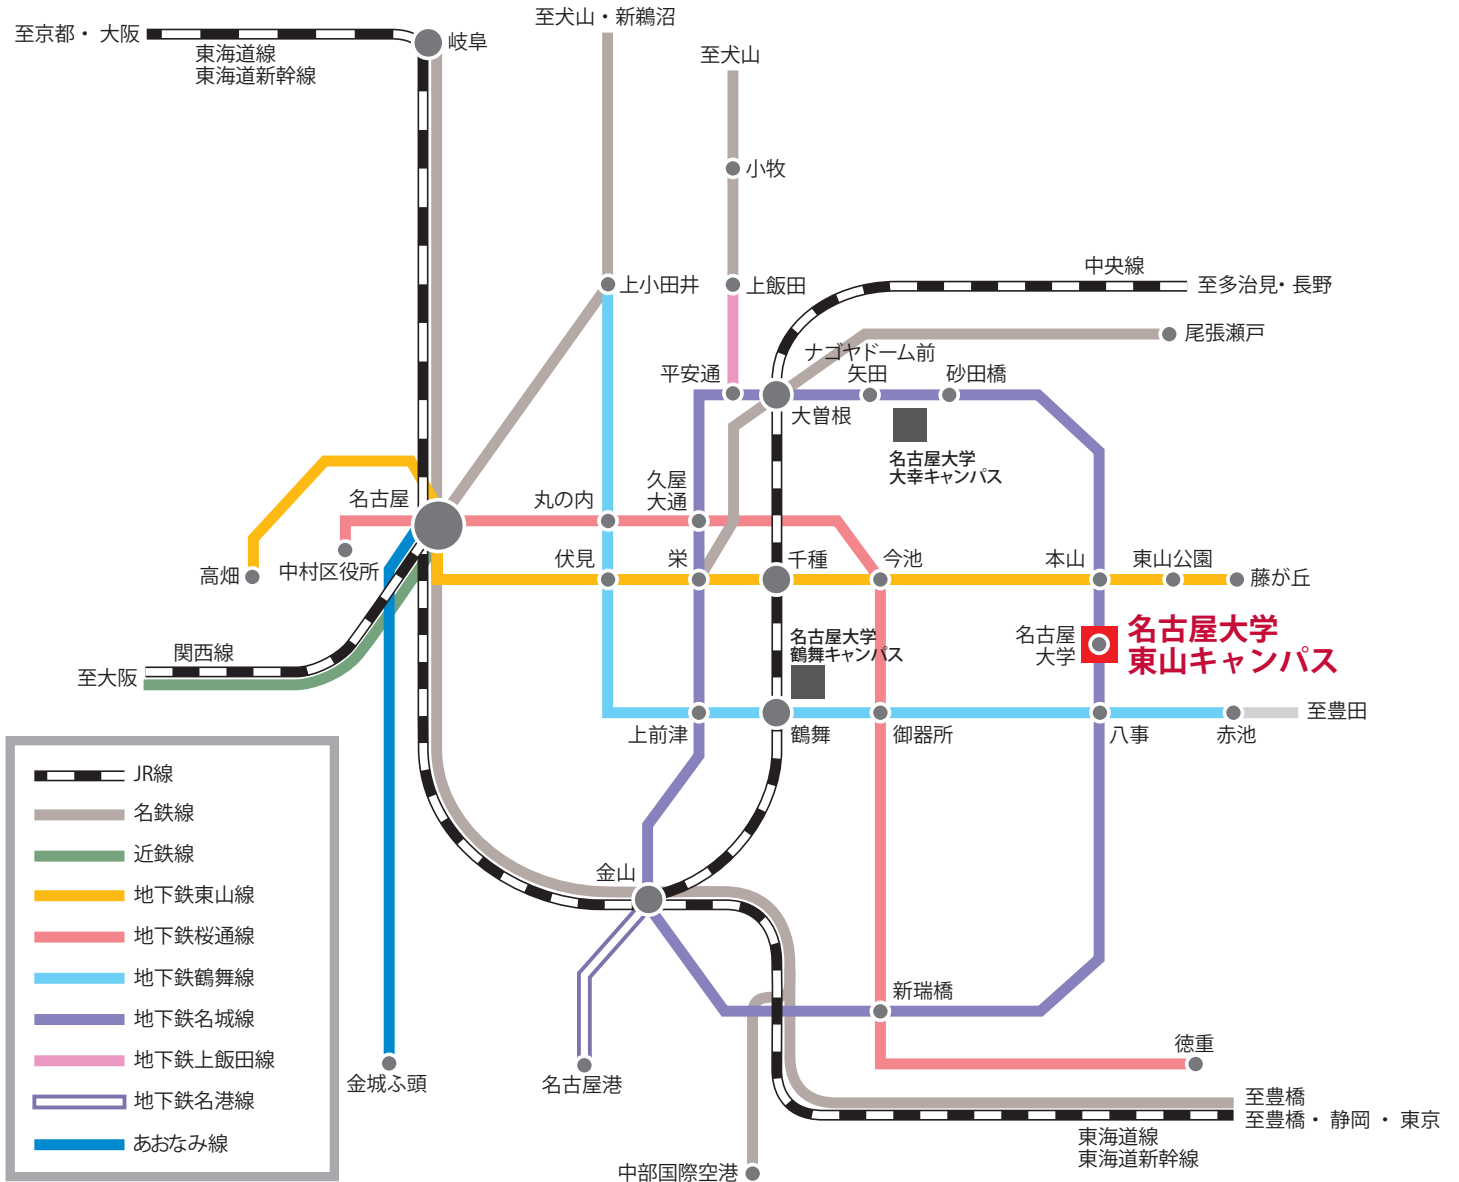 至犬山・新鵜沼
至京都・ 大阪
東海道線
東海道新幹線
岐阜
至犬山
小牧
上小田井
上飯田
中央線
至多治見・長野
尾張瀬戸
ナゴヤドーム前
矢田
平安通
砂田橋
大曽根
名古屋大学
大幸キャンパス
久屋
大通
名古屋
丸の内
高畑
中村区役所
伏見
栄
千種
今池
本山
東山公園
藤が丘
名古屋
大学
名古屋大学
東山キャンパス
名古屋大学
鶴舞キャンパス
関西線
至大阪
上前津
鶴舞
御器所
八事
赤池
至豊田
JR線
名鉄線
近鉄線
地下鉄東山線
地下鉄桜通線
地下鉄鶴舞線
地下鉄名城線
地下鉄上飯田線
地下鉄名港線
あおなみ線
金山
新瑞橋
徳重
金城ふ頭
名古屋港
至豊橋
至豊橋・ 静岡 ・ 東京
東海道線
東海道新幹線
中部国際空港